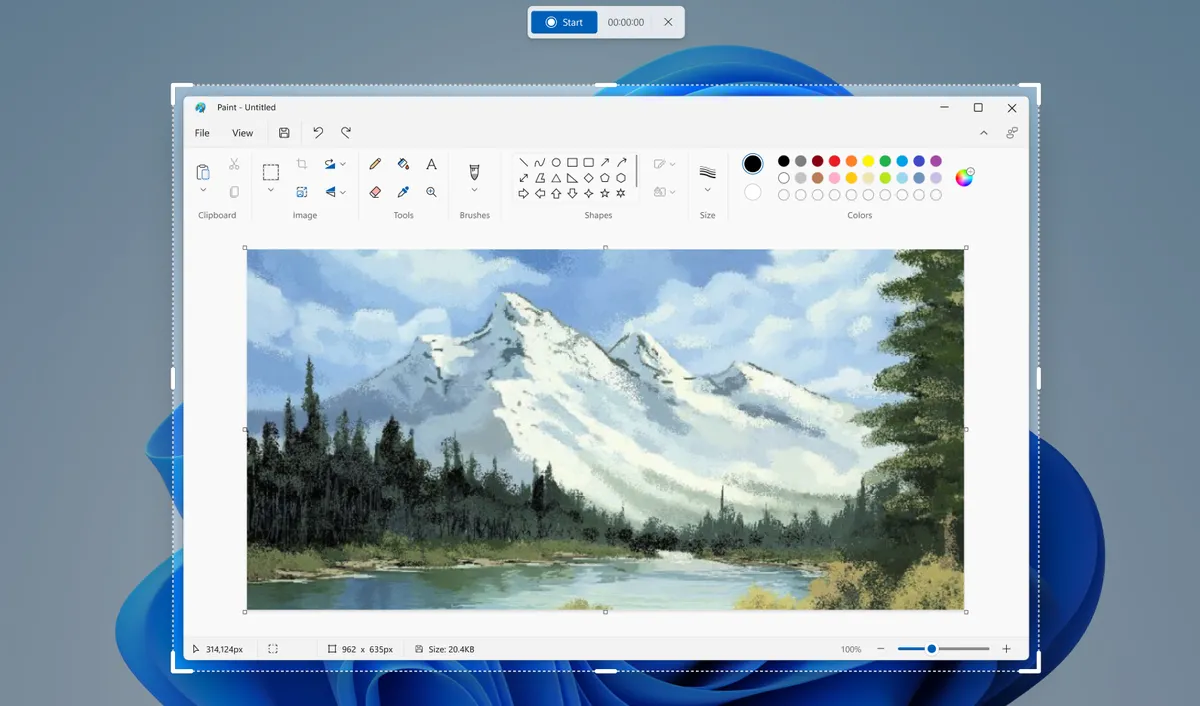 Start 00:00:00
Paint - Untitled
File View
Clipboard Image Tools Brushes Shapes Size Colors
314,124px 962 x 635px Size: 20.4KB 100%